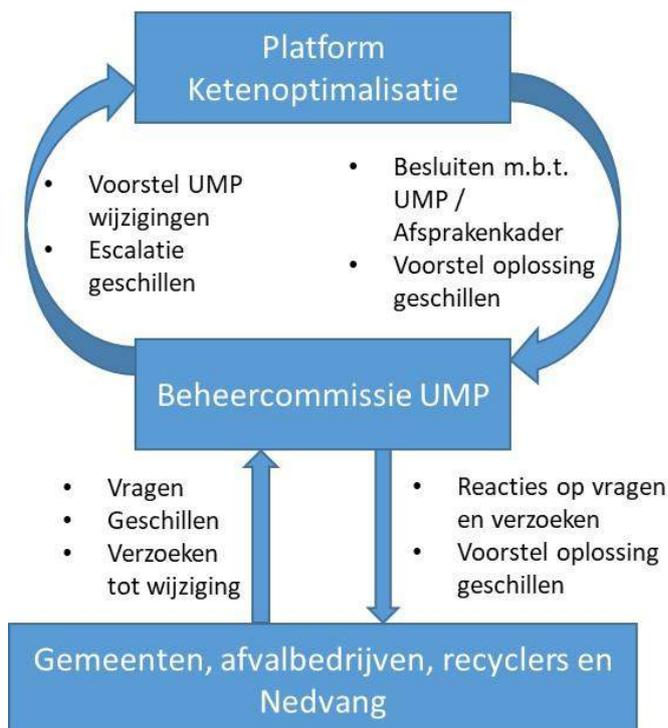 Platform
Ketenoptimalisatie
• Voorstel UMP
wijzigingen
• Escalatie
geschillen
• Besluiten m.b.t.
UMP /
Afsprakenkader
• Voorstel oplossing
geschillen
Beheercommissie UMP
• Vragen
• Geschillen
• Verzoeken
tot wijziging
• Reacties op vragen
en verzoeken
• Voorstel oplossing
geschillen
Gemeenten, afvalbedrijven, recyclers en
Nedvang